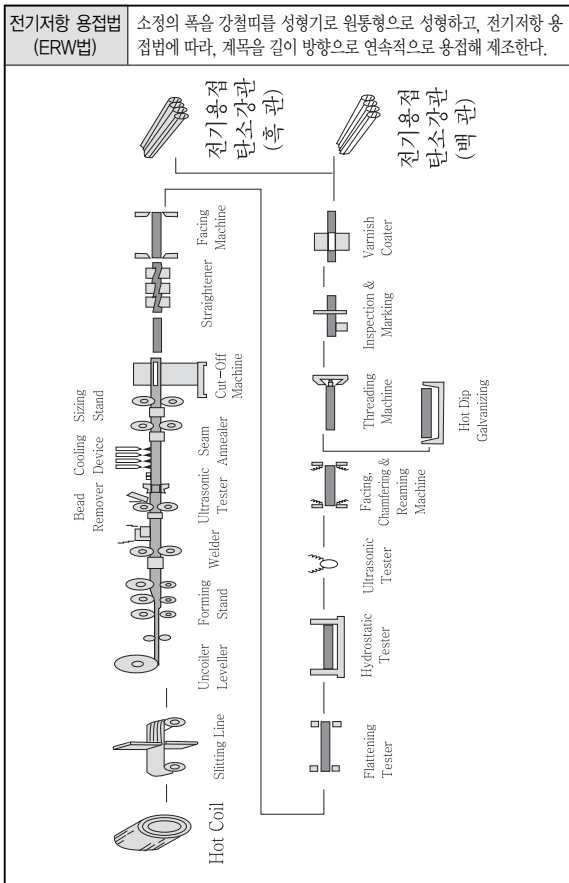 전기저항 용접법
(ERW법)
소정의 폭을 강철띠를 성형기로 원통형으로 성형하고, 전기저항 용
접법에 따라, 계목을 길이 방향으로 연속적으로 용접해 제조한다.
Hot Coil
Slitting Line
Uncoiler
Leveller
Forming
Stand
Welder
Bead
Remover
Ultrasonic
Tester
Cooling
Device
Seam
Annealer
Sizing
Stand
Cut-Off
Machine
Straightener
Facing
Machine
전기용접
탄소강관
(흑 관)
Flattening
Tester
Hydrostatic
Tester
Ultrasonic
Tester
Facing,
Chamfering &
Reaming
Machine
Hot Dip
Galvanizing
Threading
Machine
Inspection &
Marking
Varnish
Coater
전기용접
탄소강관
(백 관)